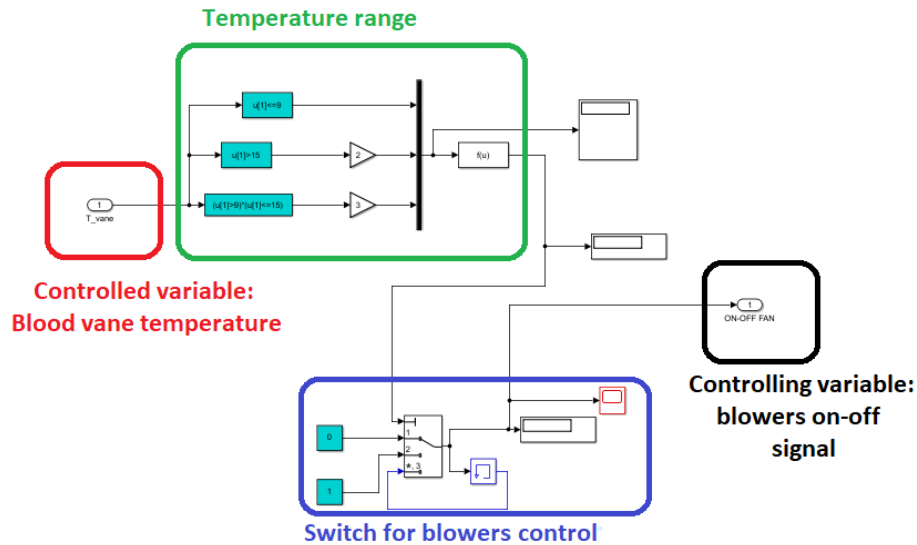 Temperature range
u[1]<=9
u[1]>15
2
f(u)
(u[1]>9)*(u[1]<=15)
3
1
T_vane
Controlled variable:
Blood vane temperature
1
ON-OFF FAN
Controlling variable:
blowers on-off
signal
0
1
1
2
*, 3
Switch for blowers control